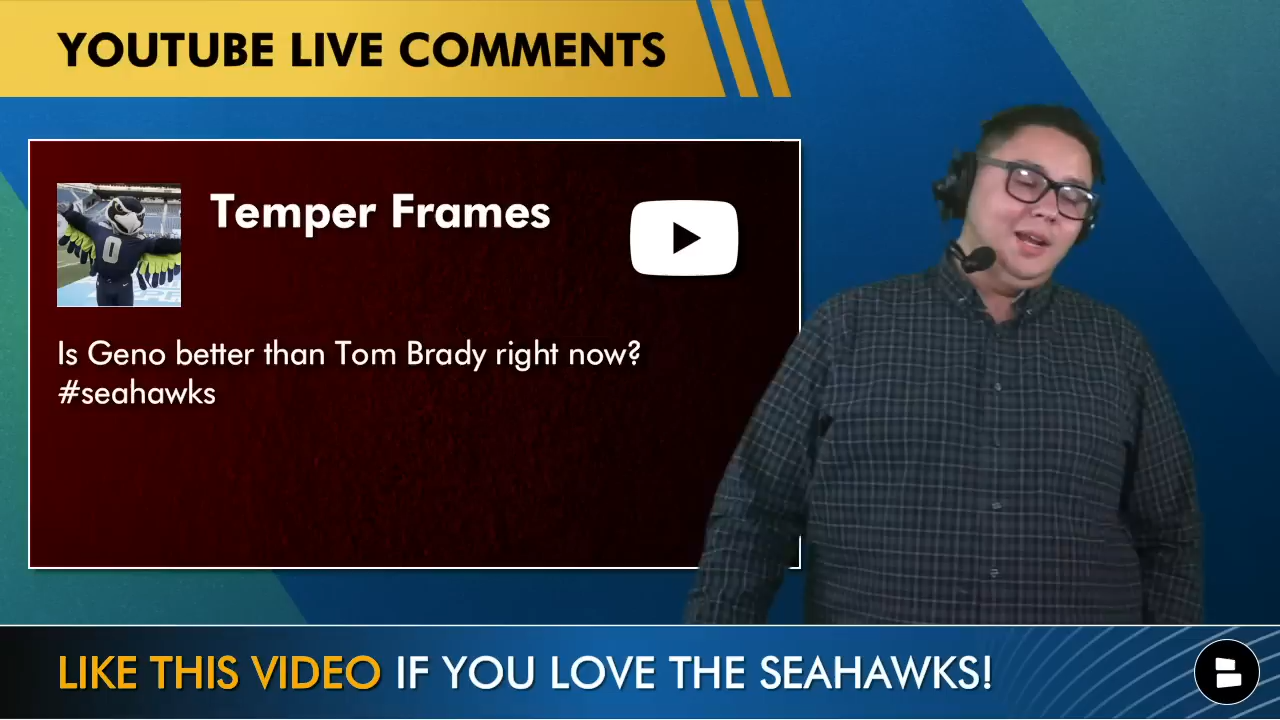 YOUTUBE LIVE COMMENTS
Temper Frames
0
Is Geno better than Tom Brady right now?
#seahawks
LIKE THIS VIDEO IF YOU LOVE THE SEAHAWKS!